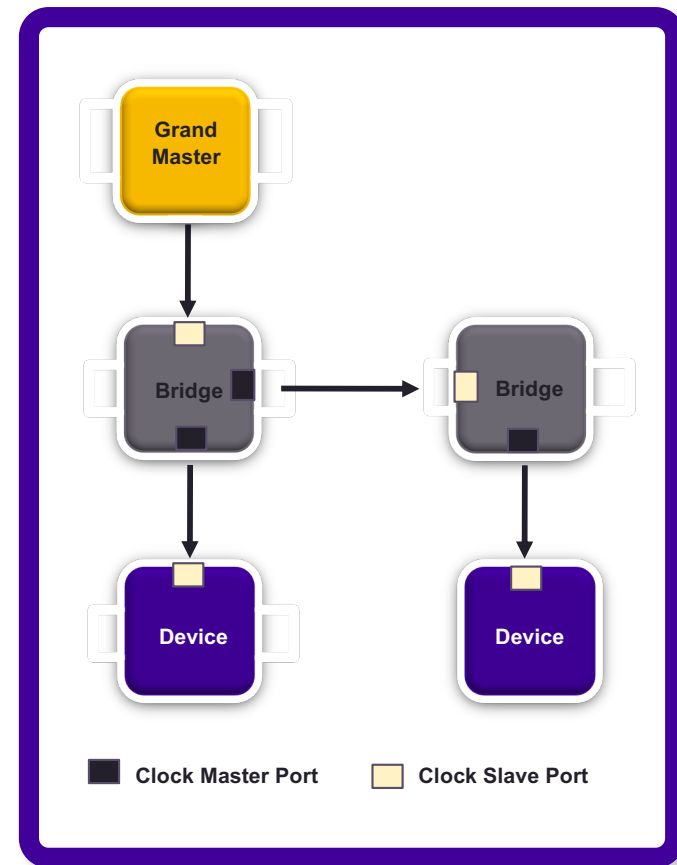 Grand
Master
Bridge
Bridge
Device
Device
Clock Master Port
Clock Slave Port